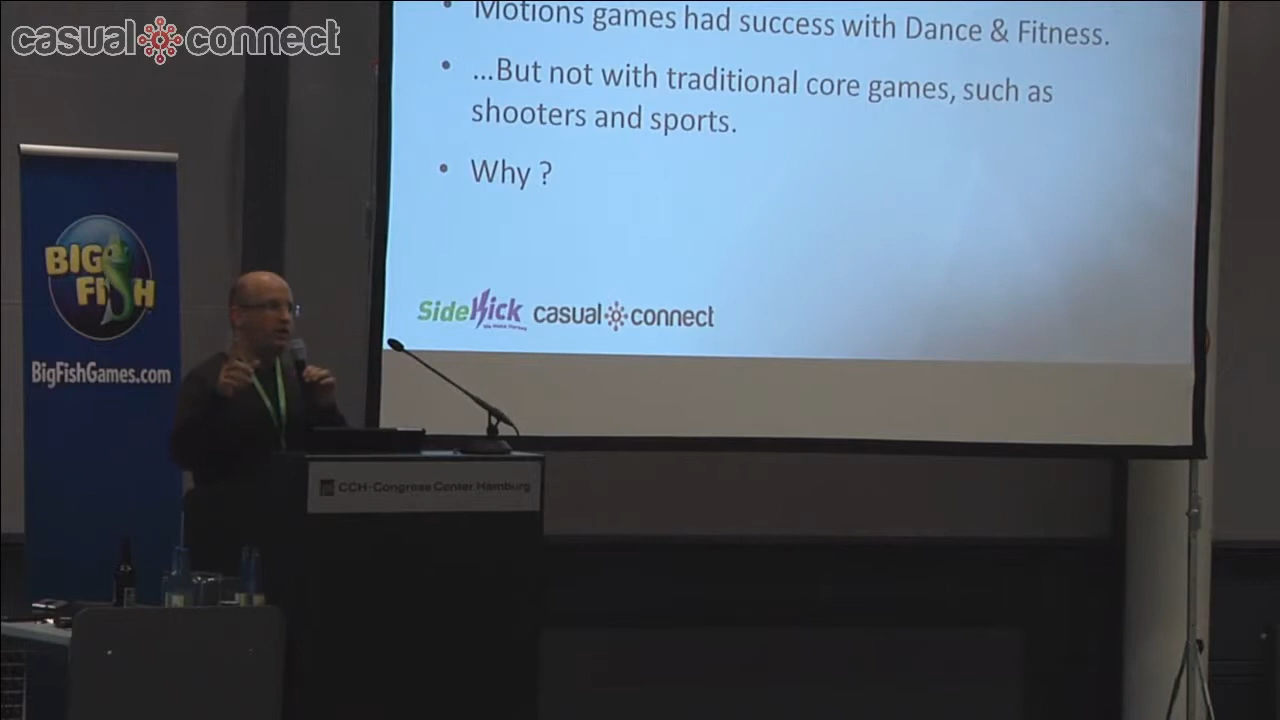 casual connect
Motions games had success with Dance & Fitness.
...But not with traditional core games, such as
shooters and sports.
Why ?
SideKick
casual connect
BIG
FISH
BigFishGames.com
CCH-Congress Center Hamburg